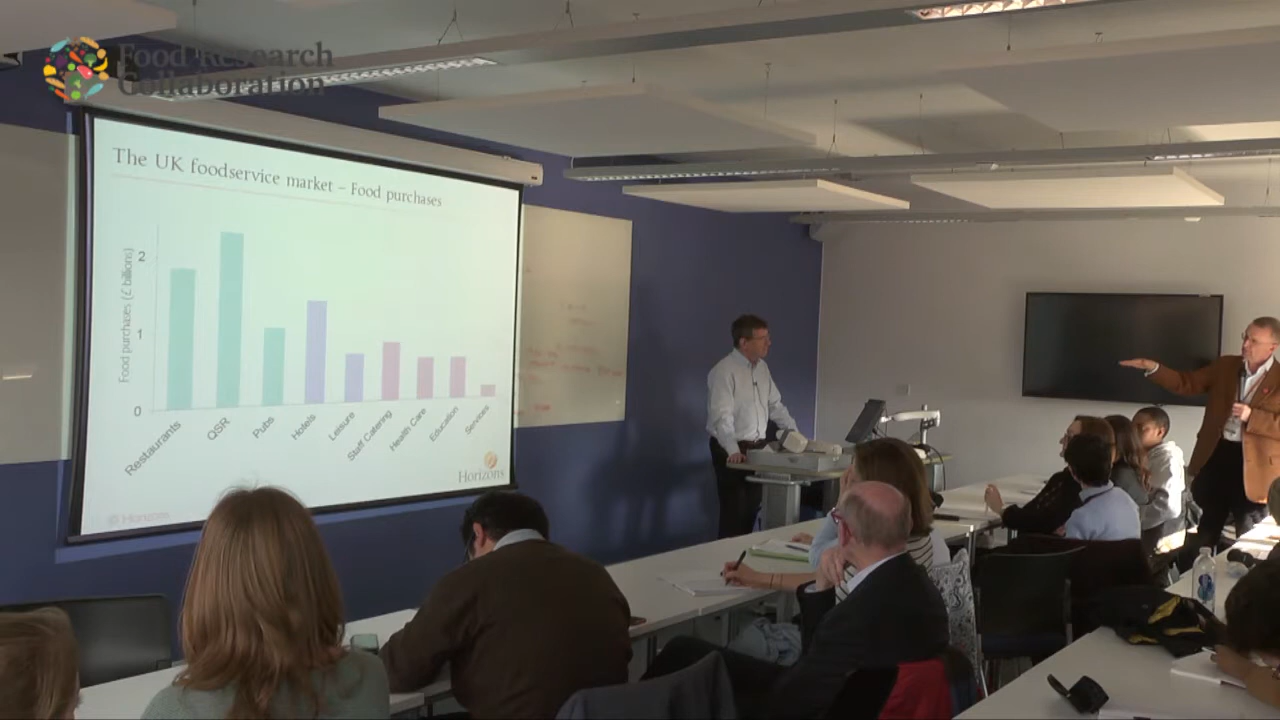 Food Research
Collaboration
The UK foodservice market – Food purchases
Food purchases (£ billions)
2
1
0
Restaurants
QSR
Pubs
Hotels
Leisure
Staff Catering
Health Care
Education
Services
Horizons
© Horizons